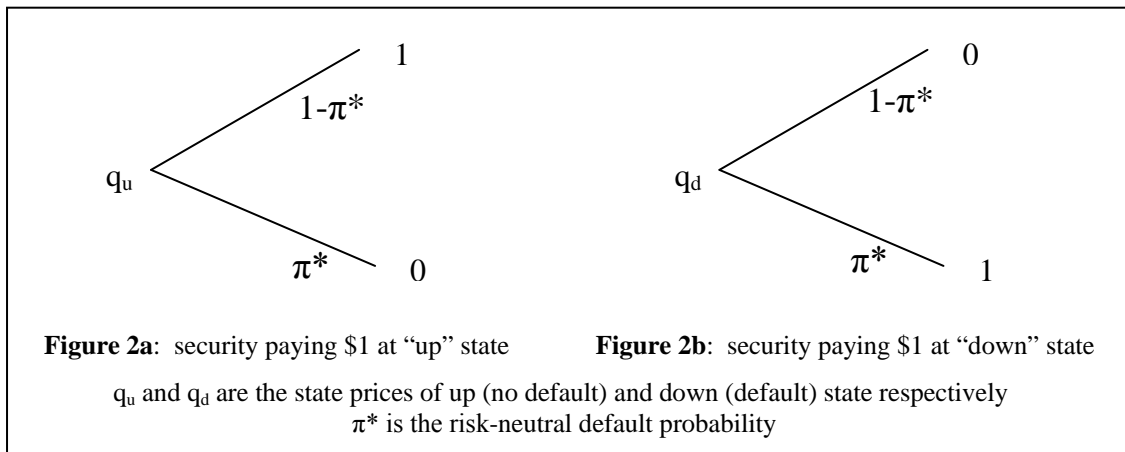 1
1-π*
q_u
π*
0
0
1-π*
q_d
π*
1
Figure 2a: security paying $1 at “up” state
Figure 2b: security paying $1 at “down” state
q_u and q_d are the state prices of up (no default) and down (default) state respectively
π* is the risk-neutral default probability